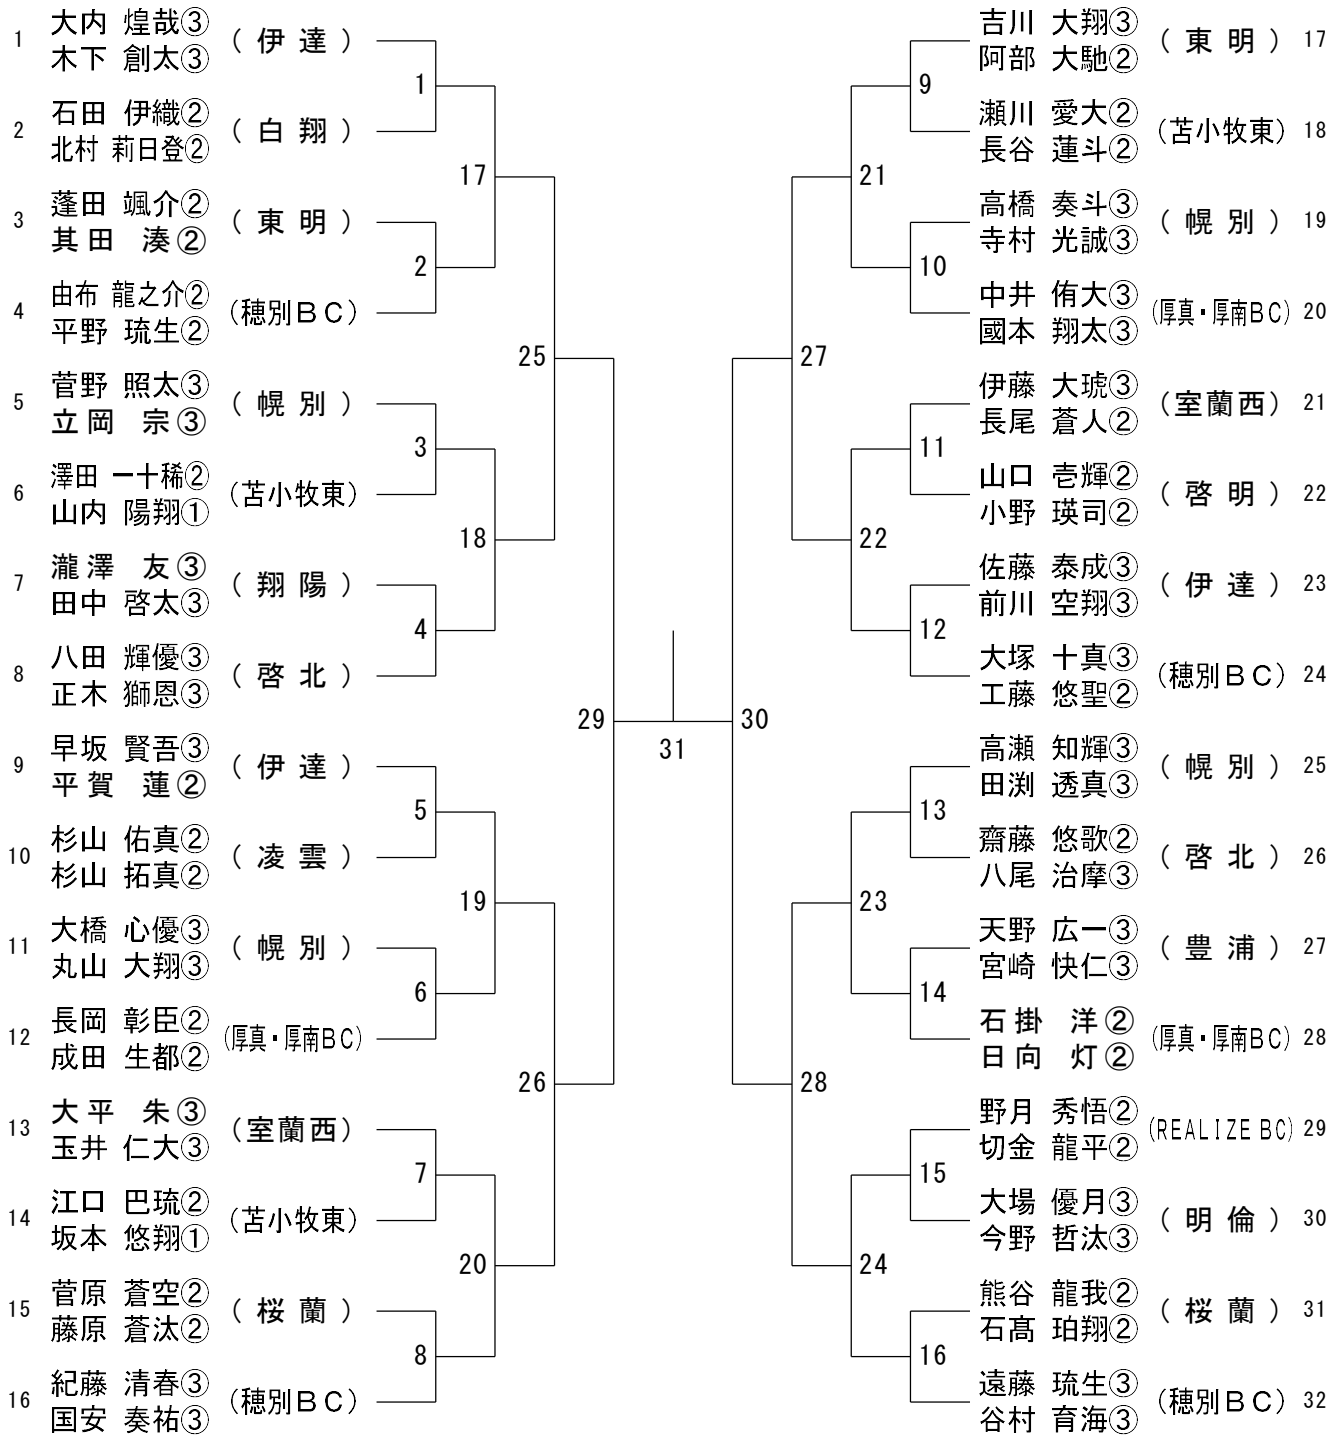 1 大内 煌哉③ (伊達)
木下 創太③
2 石田 伊織② (白翔)
北村 莉日登②
3 蓬田 颯介② (東明)
其田 湊②
4 由布 龍之介② (穂別BC)
平野 琉生②
5 菅野 照太③ (幌別)
立岡 宗③
6 澤田 一十稀② (苫小牧東)
山内 陽翔①
7 瀧澤 友③ (翔陽)
田中 啓太③
8 八田 輝優③ (啓北)
正木 獅恩③
9 早坂 賢吾③ (伊達)
平賀 蓮②
10 杉山 佑真② (凌雲)
杉山 拓真②
11 大橋 心優③ (幌別)
丸山 大翔③
12 長岡 彰臣② (厚真・厚南BC)
成田 生都②
13 大平 朱③ (室蘭西)
玉井 仁大③
14 江口 巴琉② (苫小牧東)
坂本 悠翔①
15 菅原 蒼空② (桜蘭)
藤原 蒼汰②
16 紀藤 清春③ (穂別BC)
国安 奏祐③
1
2
3
4
5
6
7
8
17
18
19
20
25
26
29
31
30
27
28
21
22
23
24
9
10
11
12
13
14
15
16
吉川 大翔③ (東明) 17
阿部 大馳②
瀬川 愛大② (苫小牧東) 18
長谷 蓮斗②
高橋 奏斗③ (幌別) 19
寺村 光誠③
中井 侑大③ (厚真・厚南BC) 20
國本 翔太③
伊藤 大琥③ (室蘭西) 21
長尾 蒼人②
山口 壱輝② (啓明) 22
小野 瑛司②
佐藤 泰成③ (伊達) 23
前川 空翔③
大塚 十真③ (穂別BC) 24
工藤 悠聖②
高瀬 知輝③ (幌別) 25
田渕 透真③
齋藤 悠歌② (啓北) 26
八尾 治摩③
天野 広一③ (豊浦) 27
宮崎 快仁③
石掛 洋② (厚真・厚南BC) 28
日向 灯②
野月 秀悟② (REALIZE BC) 29
切金 龍平②
大場 優月③ (明倫) 30
今野 哲汰③
熊谷 龍我② (桜蘭) 31
石髙 珀翔②
遠藤 琉生③ (穂別BC) 32
谷村 育海③